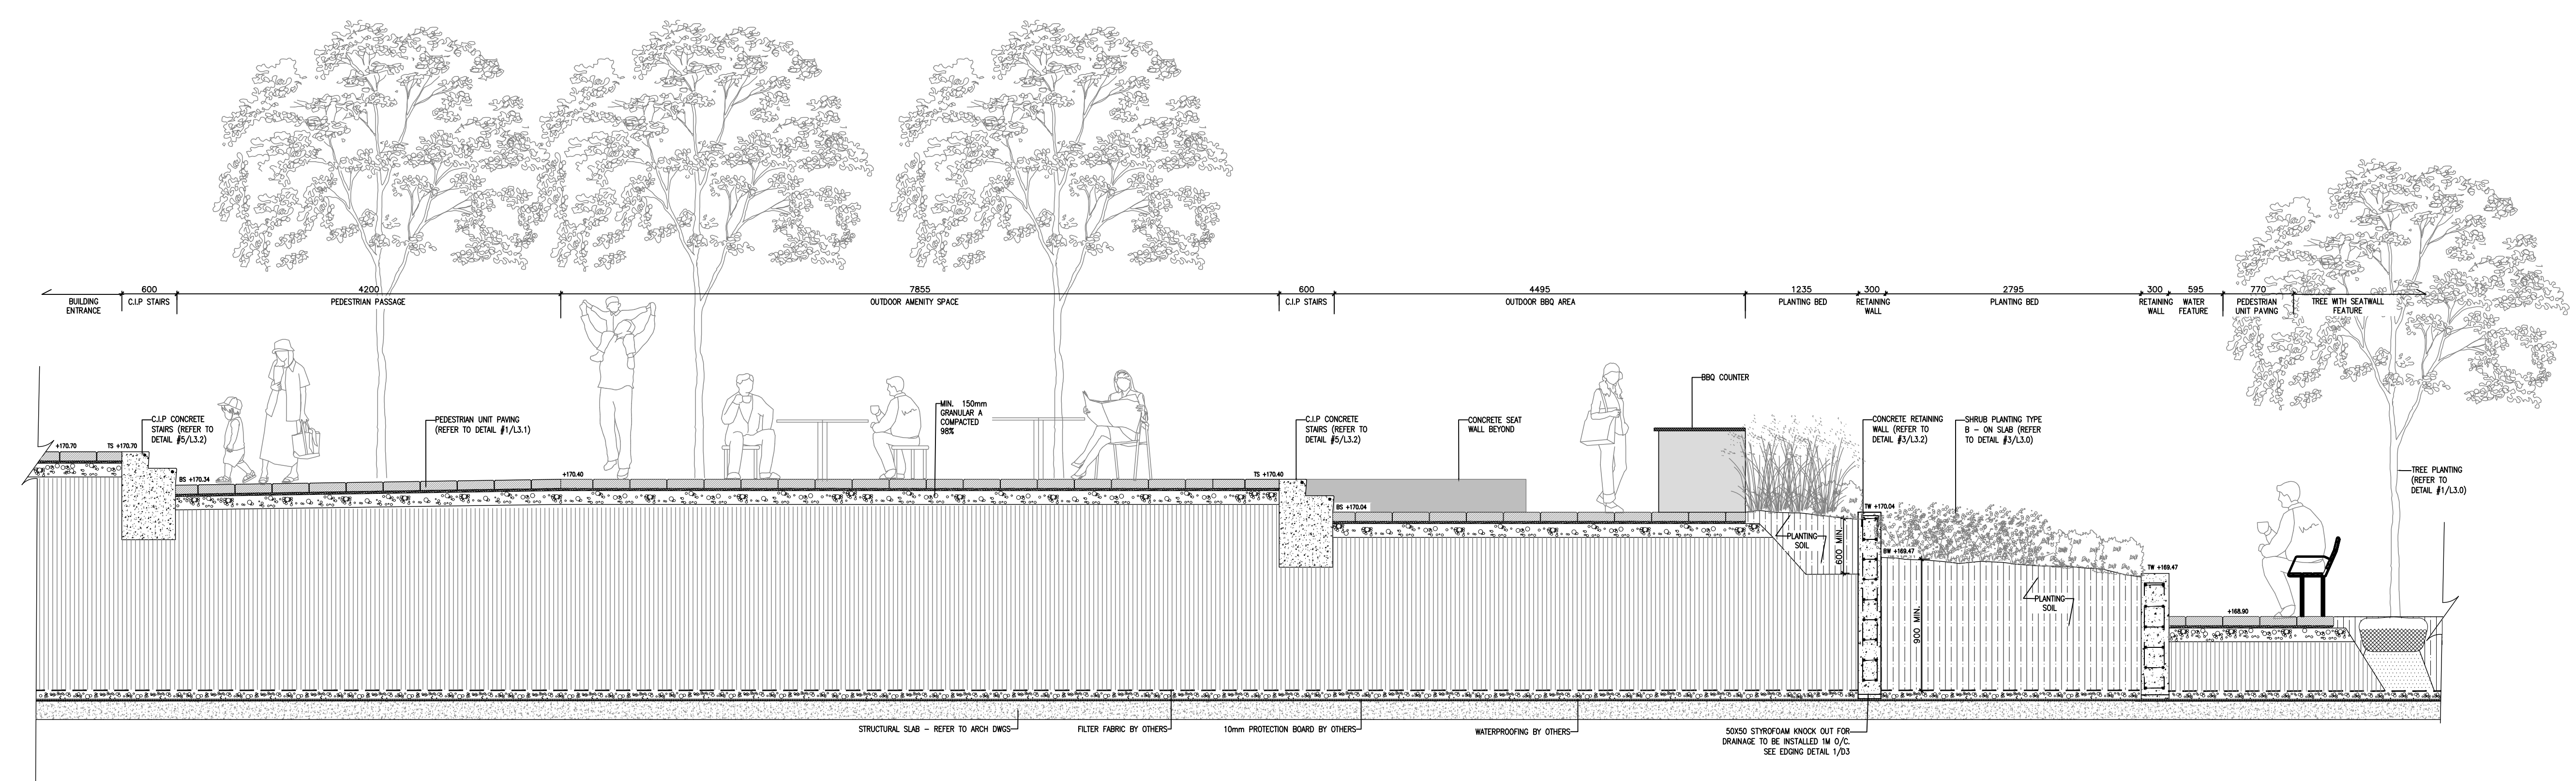 600
4200
7855
600
4495
1235
300
2795
300
595
770
BUILDING
ENTRANCE
C.I.P STAIRS
PEDESTRIAN PASSAGE
OUTDOOR AMENITY SPACE
C.I.P STAIRS
OUTDOOR BBQ AREA
PLANTING BED
RETAINING
WALL
PLANTING BED
RETAINING
WALL
WATER
FEATURE
PEDESTRIAN
UNIT PAVING
TREE WITH SEATWALL
FEATURE
+170.70
TS +170.70
C.I.P CONCRETE
STAIRS (REFER TO
DETAIL #5/L3.2)
BS +170.34
PEDESTRIAN UNIT PAVING
(REFER TO DETAIL #1/L3.1)
+170.40
MIN. 150mm
GRANULAR A
COMPACTED
98%
TS +170.40
C.I.P CONCRETE
STAIRS (REFER TO
DETAIL #5/L3.2)
BS +170.04
CONCRETE SEAT
WALL BEYOND
BBQ COUNTER
PLANTING
SOIL
600 MIN.
CONCRETE RETAINING
WALL (REFER TO
DETAIL #3/L3.2)
TW +170.04
BW +169.47
SHRUB PLANTING TYPE
B - ON SLAB (REFER
TO DETAIL #3/L3.0)
900 MIN.
PLANTING
SOIL
TW +169.47
+168.90
TREE PLANTING
(REFER TO
DETAIL #1/L3.0)
STRUCTURAL SLAB - REFER TO ARCH DWGS
FILTER FABRIC BY OTHERS
10mm PROTECTION BOARD BY OTHERS
WATERPROOFING BY OTHERS
50X50 STYROFOAM KNOCK OUT FOR
DRAINAGE TO BE INSTALLED 1M O/C.
SEE EDGING DETAIL 1/D3